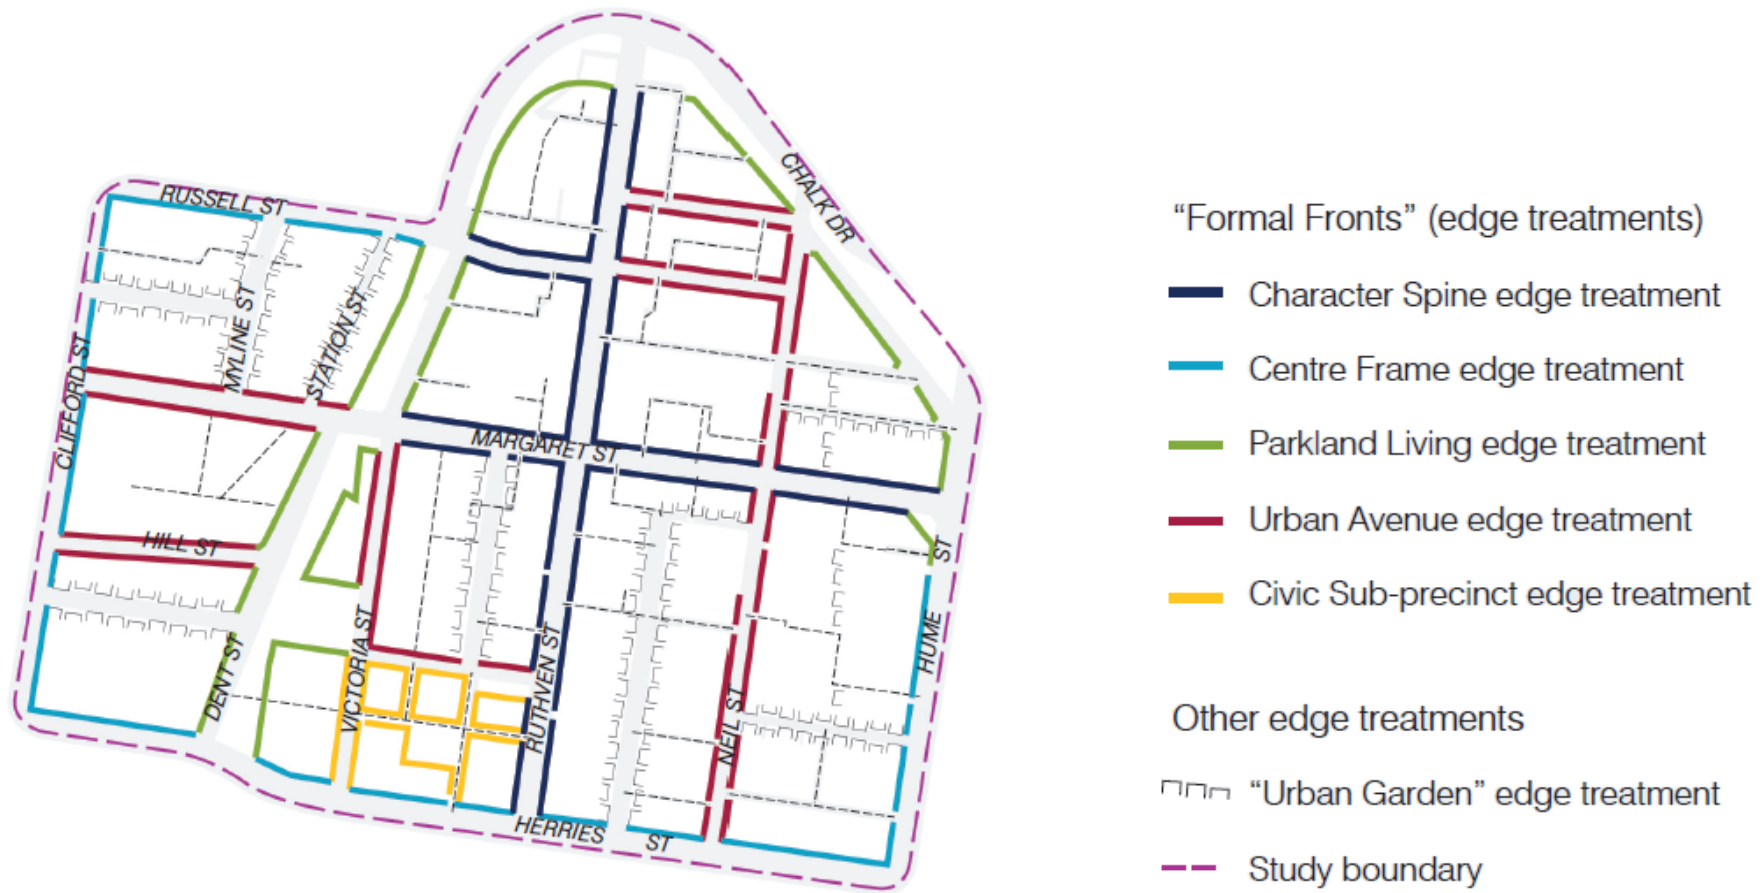 RUSSELL ST
CHALK DR
MYLINE ST
STATION ST
CLIFFORD ST
MARGARET ST
HILL ST
DENT ST
VICTORIA ST
RUTHVEN ST
NEIL ST
HUME ST
HERRIES ST
“Formal Fronts” (edge treatments)
Character Spine edge treatment
Centre Frame edge treatment
Parkland Living edge treatment
Urban Avenue edge treatment
Civic Sub-precinct edge treatment
Other edge treatments
“Urban Garden” edge treatment
Study boundary